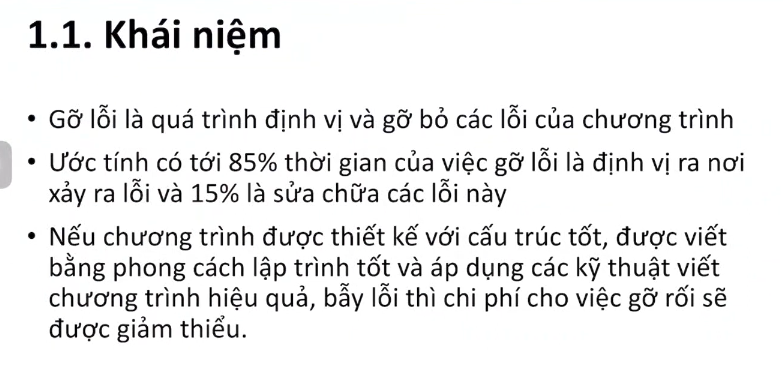 1.1. Khái niệm
• Gỡ lỗi là quá trình định vị và gỡ bỏ các lỗi của chương trình
• Ước tính có tới 85% thời gian của việc gỡ lỗi là định vị ra nơi
xảy ra lỗi và 15% là sửa chữa các lỗi này
• Nếu chương trình được thiết kế với cấu trúc tốt, được viết
bằng phong cách lập trình tốt và áp dụng các kỹ thuật viết
chương trình hiệu quả, bẫy lỗi thì chi phí cho việc gỡ rối sẽ
được giảm thiểu.